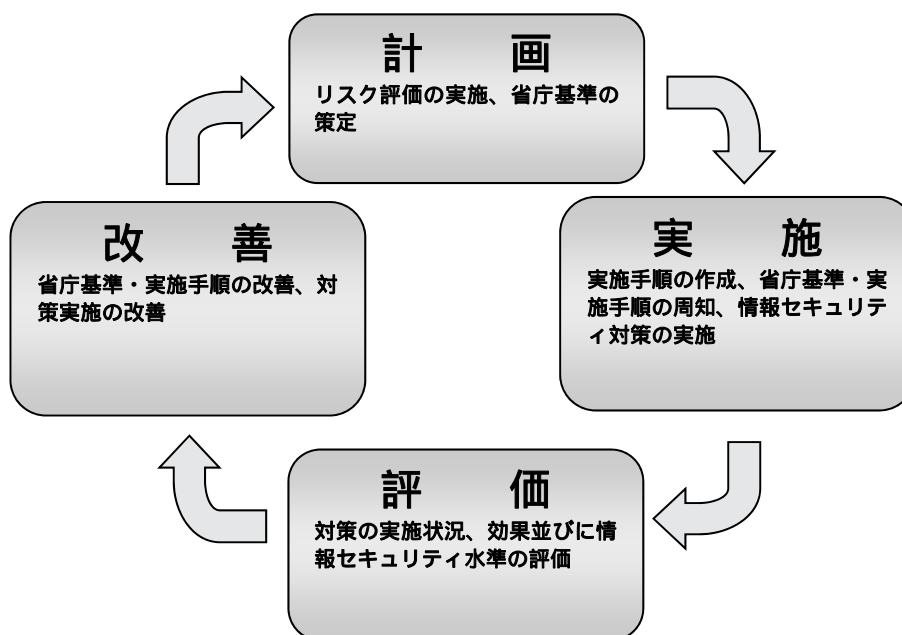 計 画
リスク評価の実施、省庁基準の
策定
改 善
省庁基準・実施手順の改善、対
策実施の改善
実 施
実施手順の作成、省庁基準・実
施手順の周知、情報セキュリテ
ィ対策の実施
評 価
対策の実施状況、効果並びに情
報セキュリティ水準の評価